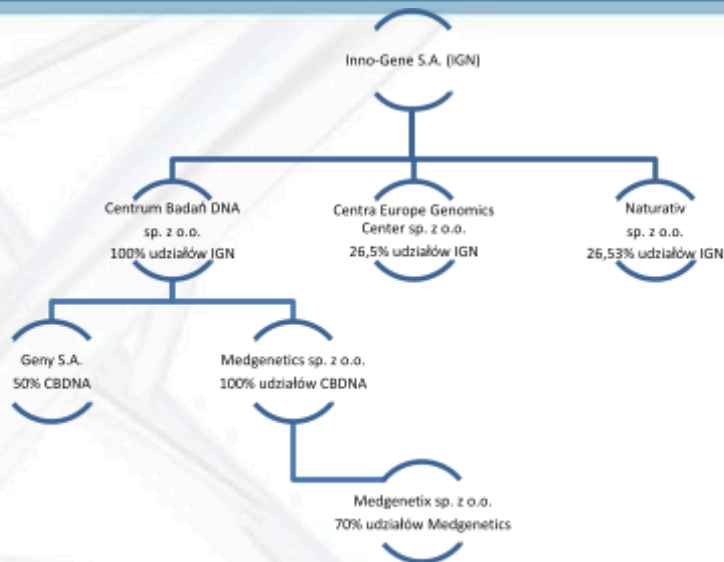 Inno-Gene S.A. (IGN)
Centrum Badań DNA
sp. z o.o.
100% udziałów IGN
Centra Europe Genomics
Center sp. z o.o.
26,5% udziałów IGN
Naturativ
sp. z o.o.
26,53% udziałów IGN
Geny S.A.
50% CBDNA
Medgenetics sp. z o.o.
100% udziałów CBDNA
Medgenetix sp. z o.o.
70% udziałów Medgenetics